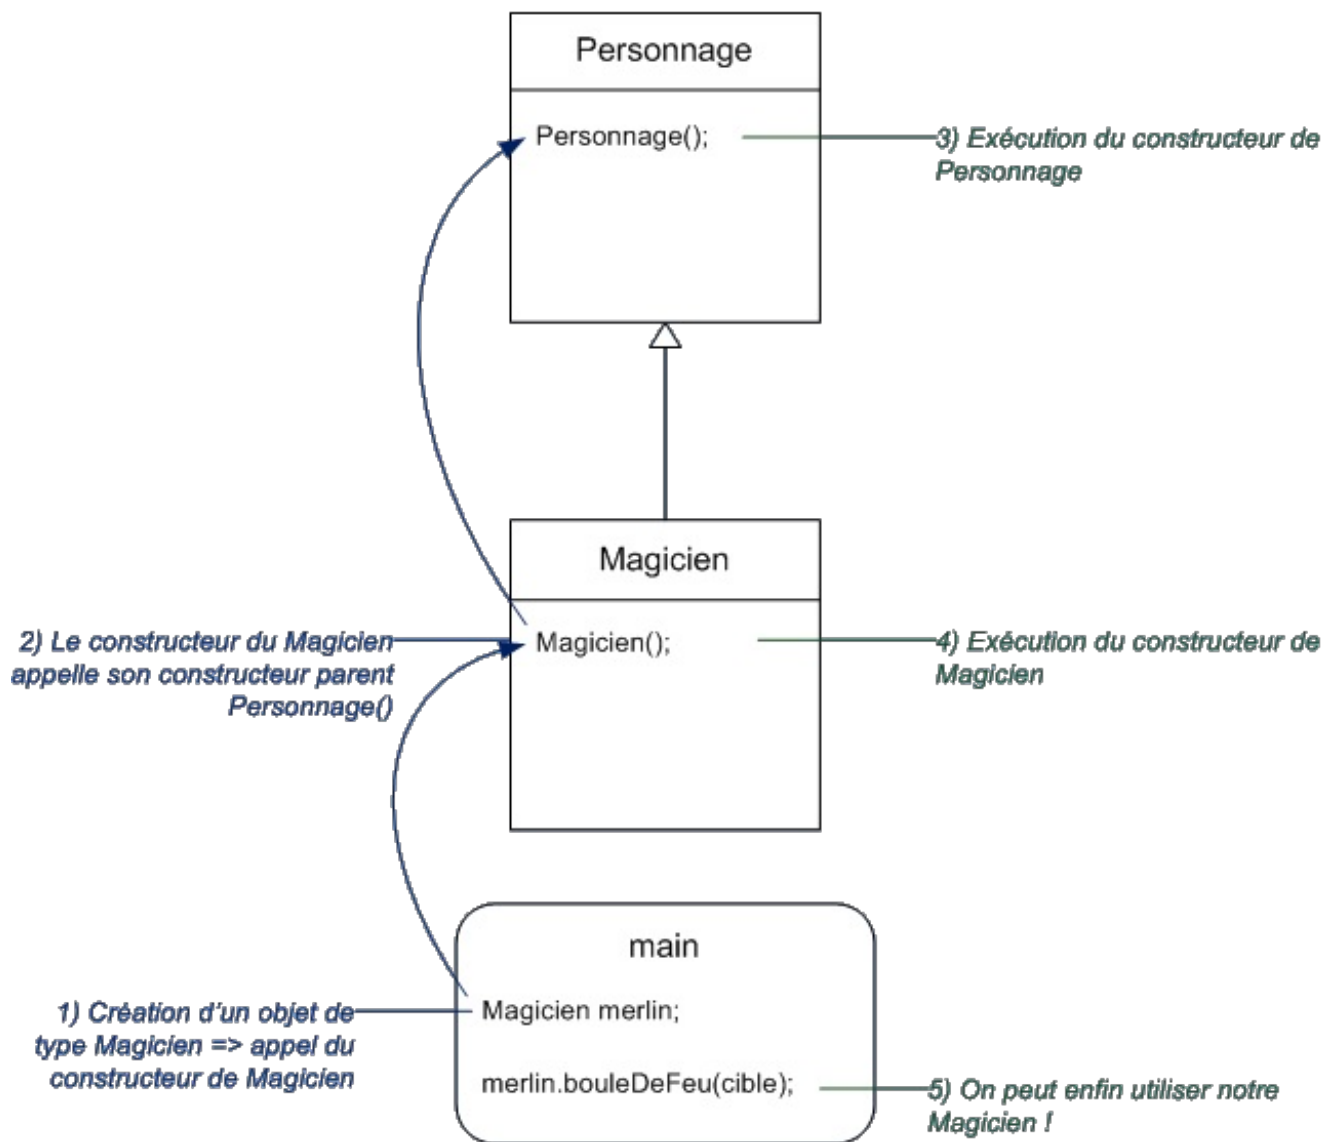 Personnage
Personnage();
3) Exécution du constructeur de
Personnage
Magicien
2) Le constructeur du Magicien
appelle son constructeur parent
Personnage()
Magicien();
4) Exécution du constructeur de
Magicien
main
1) Création d'un objet de
type Magicien => appel du
constructeur de Magicien
Magicien merlin;
merlin.bouleDeFeu(cible);
5) On peut enfin utiliser notre
Magicien !